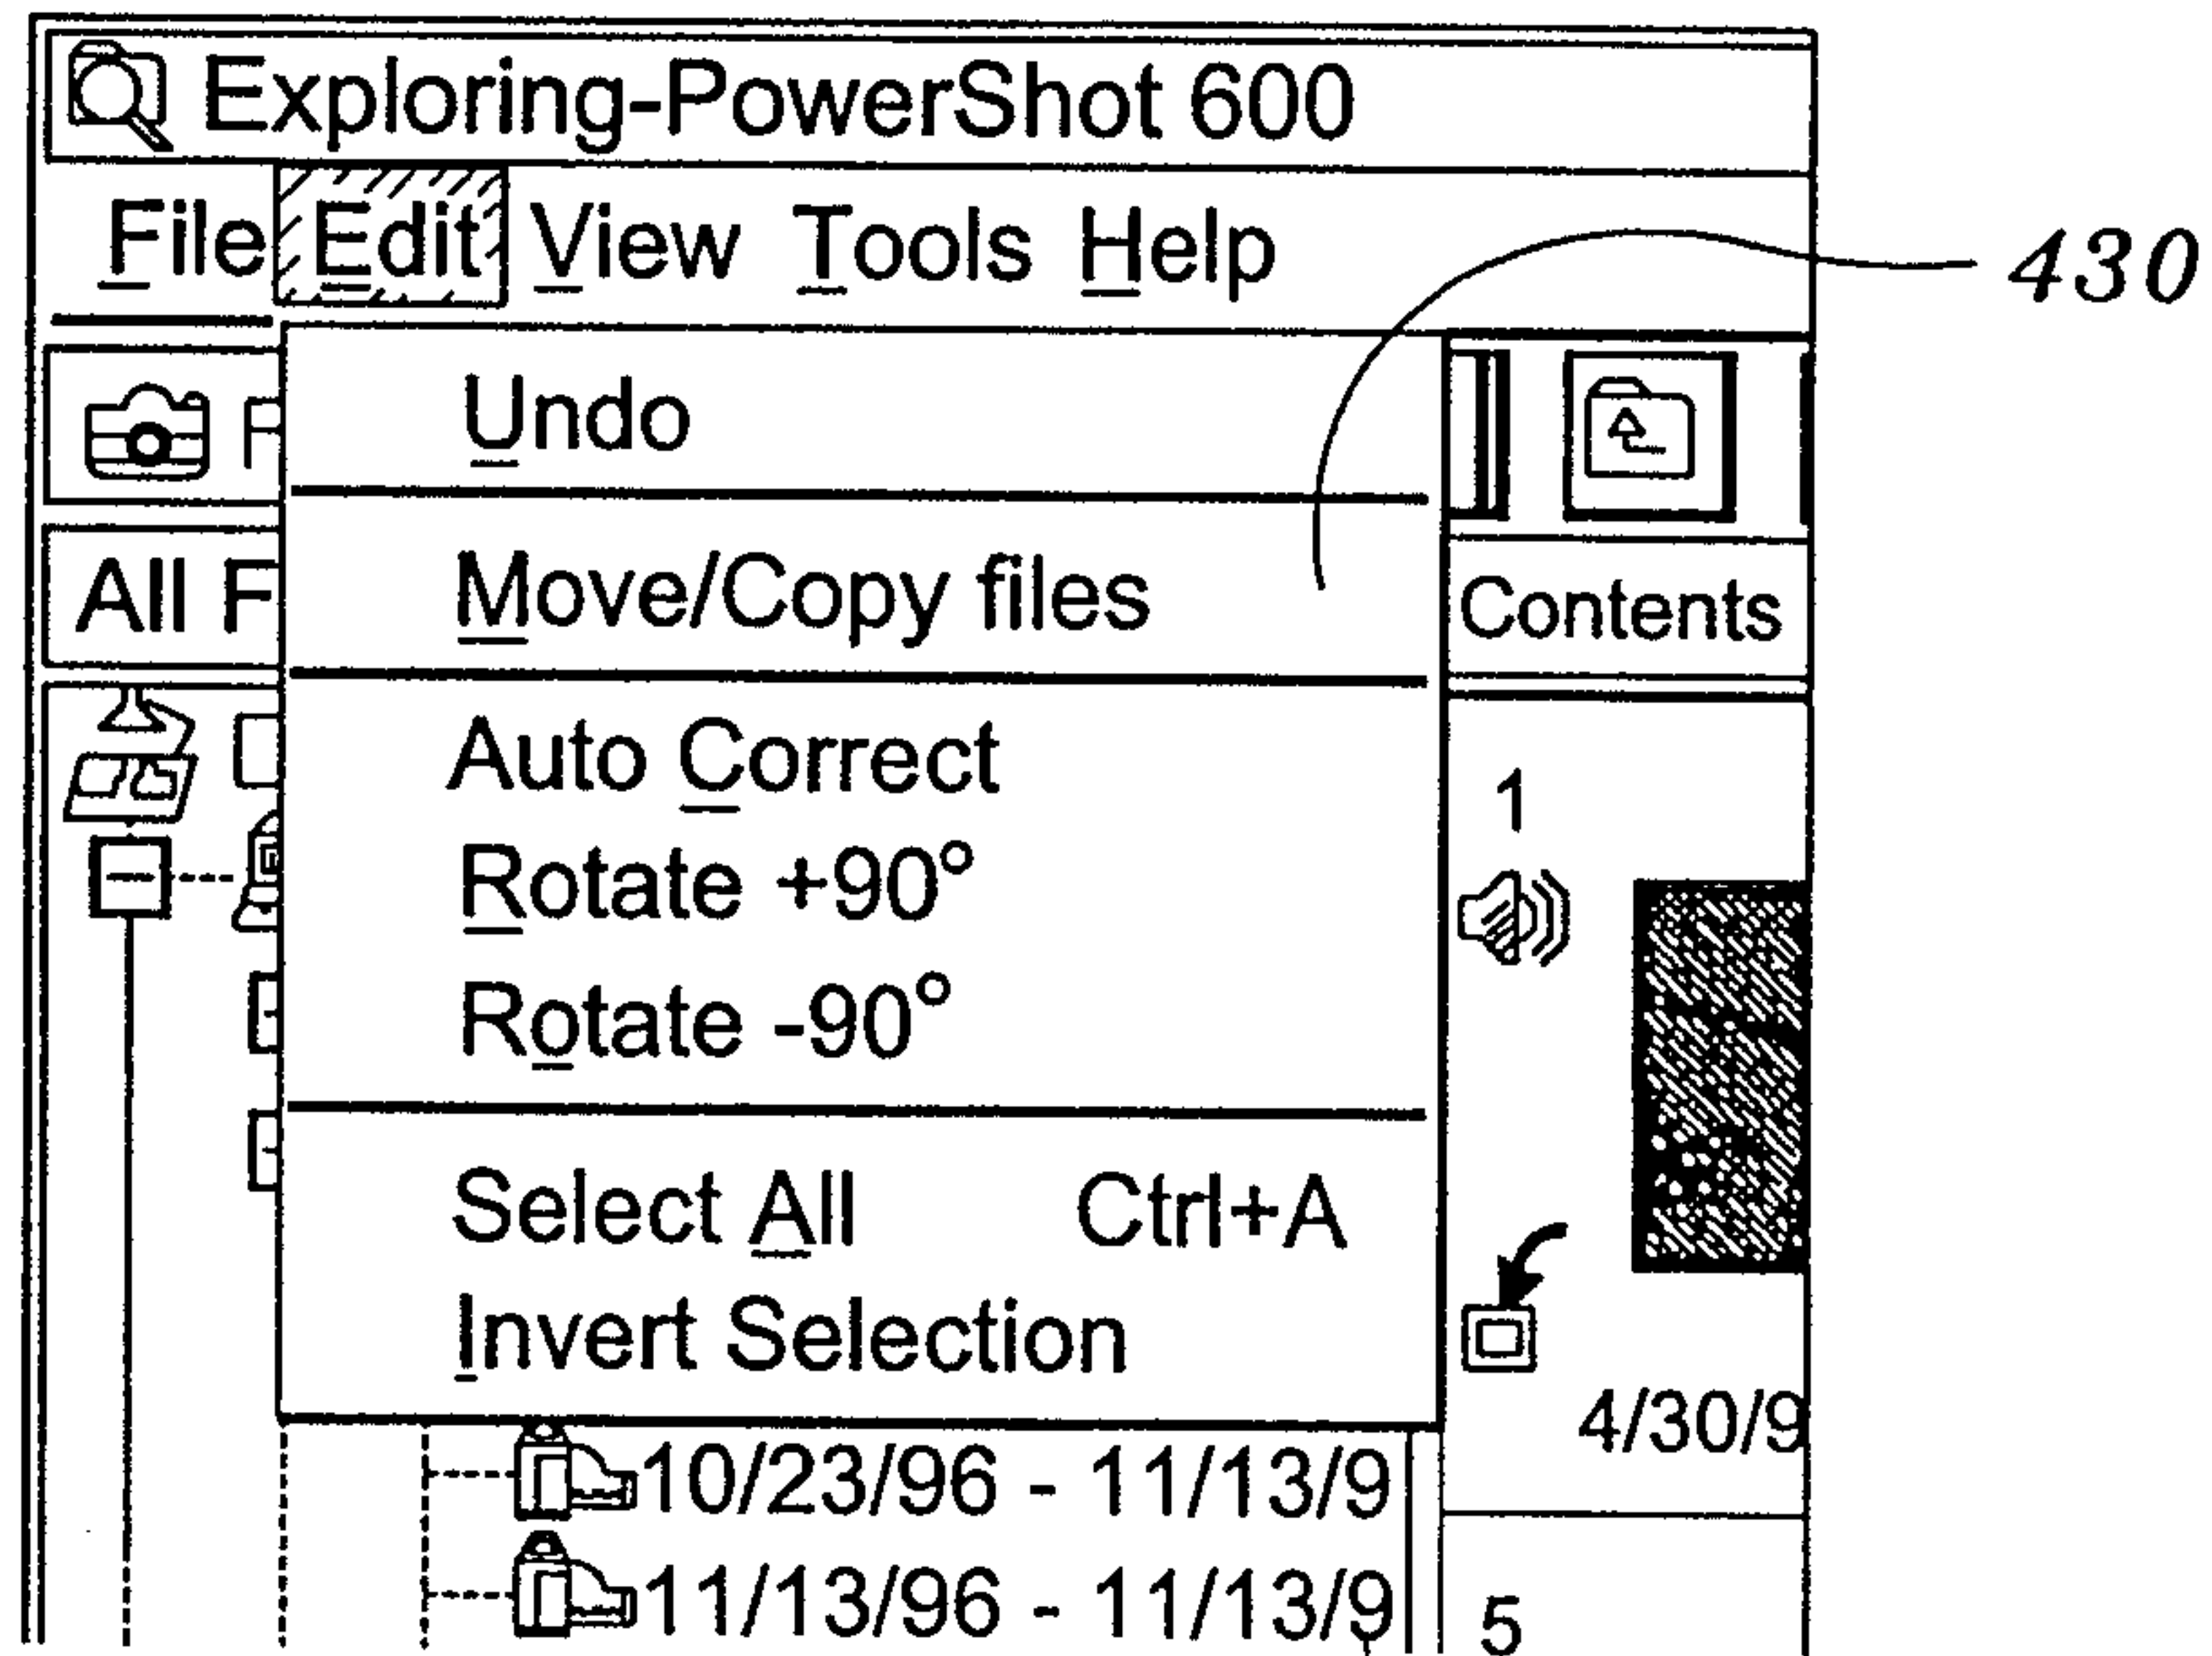 Exploring-PowerShot 600
File Edit View Tools Help
430
Undo
Move/Copy files
All F
Contents
Auto Correct
1
Rotate +90°
Rotate -90°
Select All Ctrl+A
Invert Selection
4/30/9
10/23/96 - 11/13/9
11/13/96 - 11/13/9
5